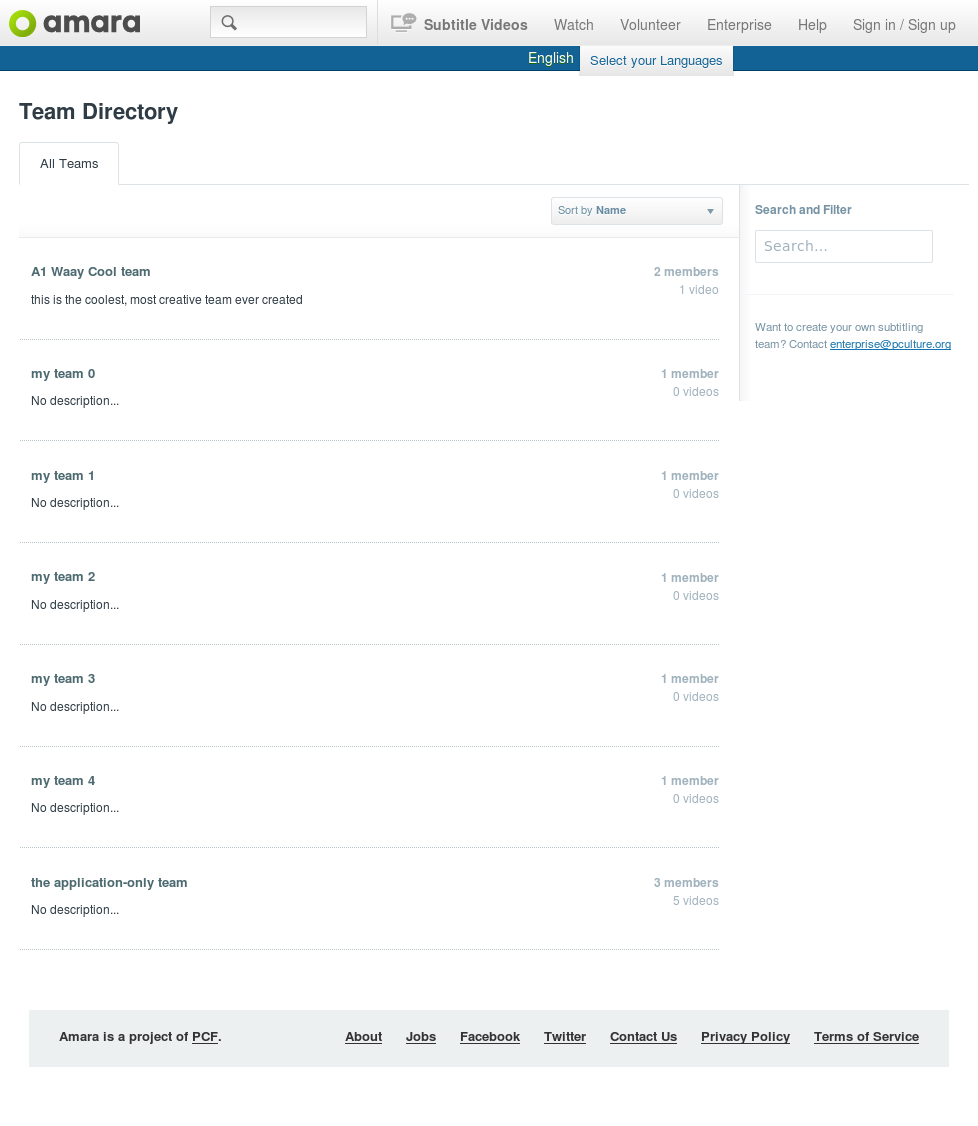 amara
Subtitle Videos Watch Volunteer Enterprise Help Sign in / Sign up
English Select your Languages
Team Directory
All Teams
Sort by Name
Search and Filter
Search...
Want to create your own subtitling
team? Contact enterprise@pculture.org
A1 Waay Cool team 2 members
1 video
this is the coolest, most creative team ever created
my team 0 1 member
0 videos
No description...
my team 1 1 member
0 videos
No description...
my team 2 1 member
0 videos
No description...
my team 3 1 member
0 videos
No description...
my team 4 1 member
0 videos
No description...
the application-only team 3 members
5 videos
No description...
Amara is a project of PCF. About Jobs Facebook Twitter Contact Us Privacy Policy Terms of Service